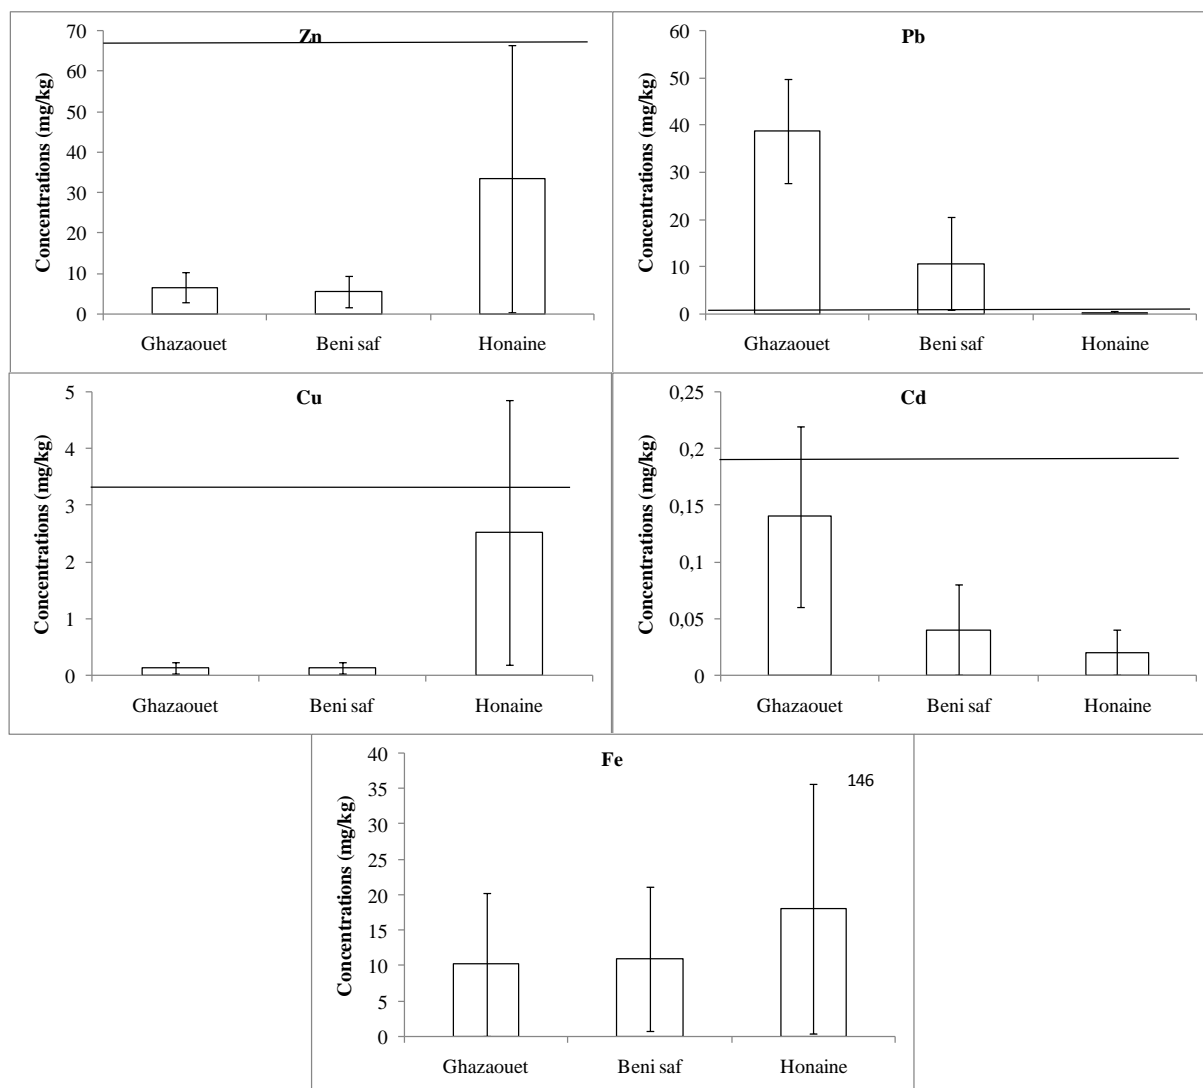 Zn
Concentrations (mg/kg)
70
60
50
40
30
20
10
0
Ghazaouet Beni saf Honaine
Pb
Concentrations (mg/kg)
60
50
40
30
20
10
0
Ghazaouet Beni saf Honaine
Cu
Concentrations (mg/kg)
5
4
3
2
1
0
Ghazaouet Beni saf Honaine
Cd
Concentrations (mg/kg)
0,25
0,2
0,15
0,1
0,05
0
Ghazaouet Beni saf Honaine
Fe
Concentrations (mg/kg)
40
35
30
25
20
15
10
5
0
146
Ghazaouet Beni saf Honaine